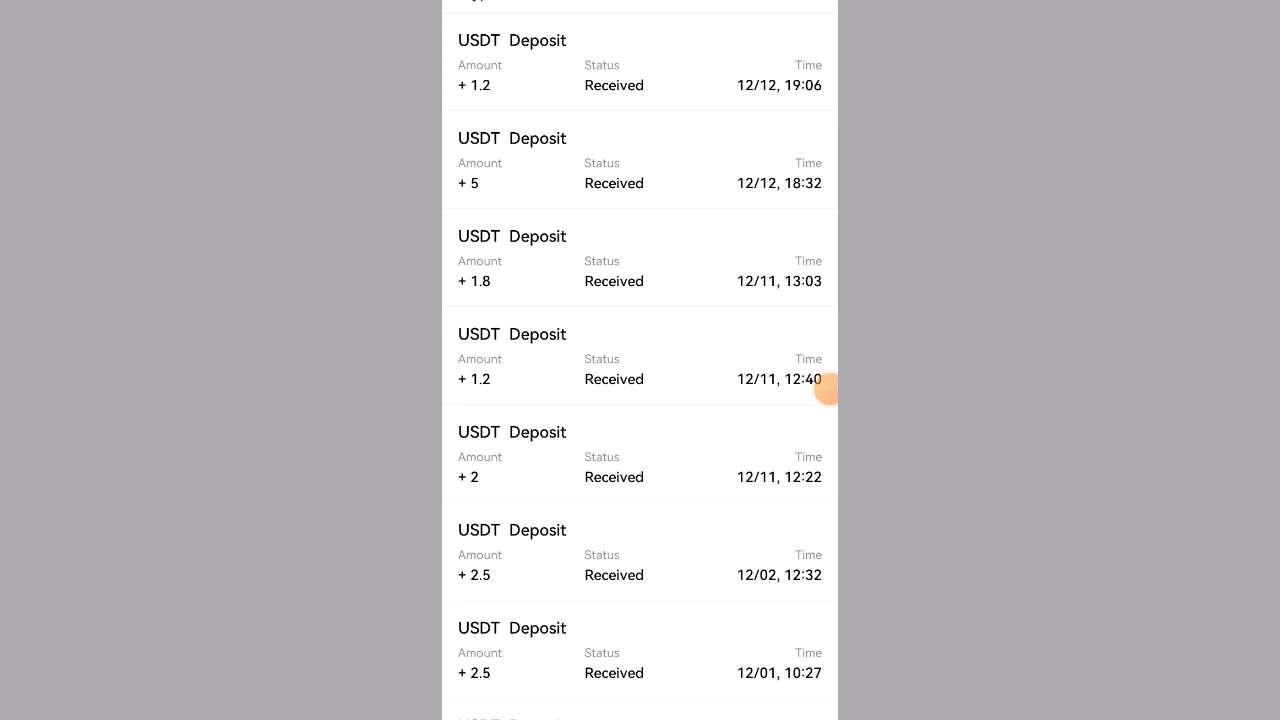 USDT Deposit
Amount Status Time
+ 1.2 Received 12/12, 19:06
USDT Deposit
Amount Status Time
+ 5 Received 12/12, 18:32
USDT Deposit
Amount Status Time
+ 1.8 Received 12/11, 13:03
USDT Deposit
Amount Status Time
+ 1.2 Received 12/11, 12:40
USDT Deposit
Amount Status Time
+ 2 Received 12/11, 12:22
USDT Deposit
Amount Status Time
+ 2.5 Received 12/02, 12:32
USDT Deposit
Amount Status Time
+ 2.5 Received 12/01, 10:27